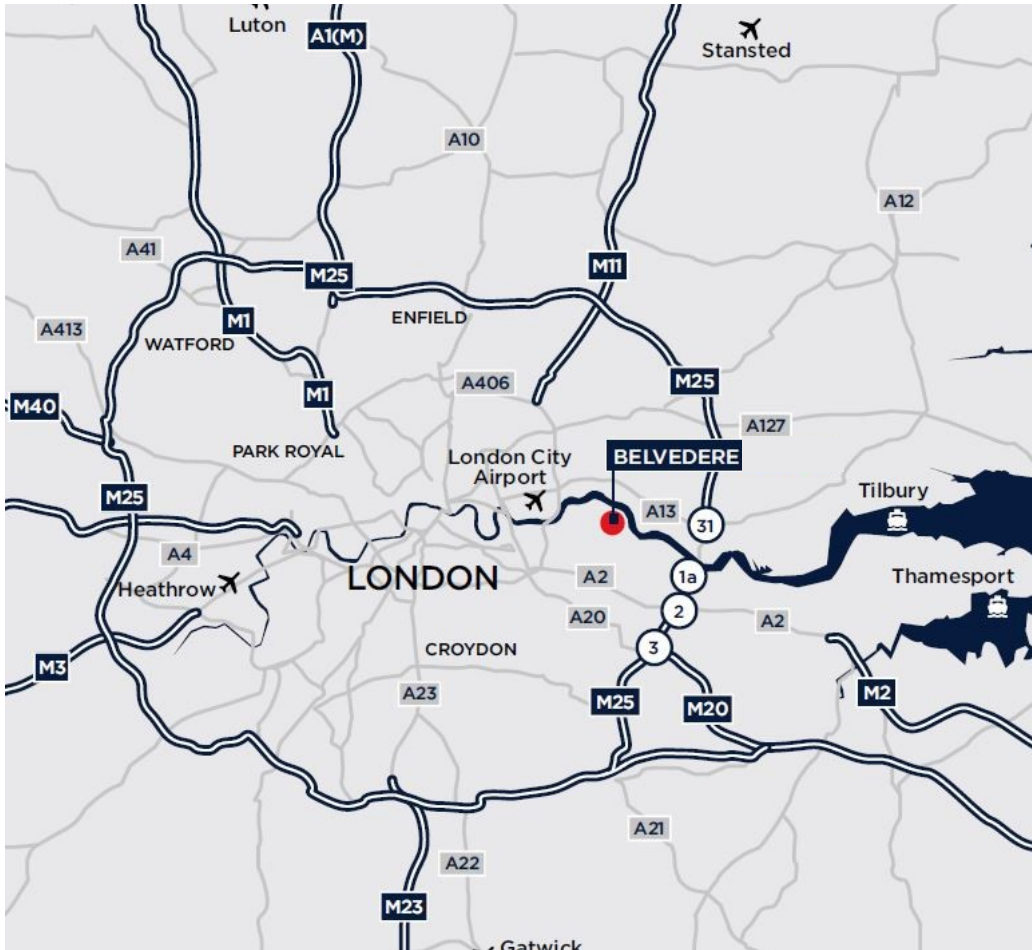 Luton
A1(M)
Stansted
A10
A12
A41
M25
M11
A413
M1
ENFIELD
WATFORD
M40
M1
A406
M25
A127
PARK ROYAL
London City
Airport
BELVEDERE
M25
A13
31
Tilbury
A4
Heathrow
LONDON
A2
1a
Thamesport
A20
2
A2
CROYDON
3
M3
A23
M25
M20
M2
A21
A22
M23
Gatwick